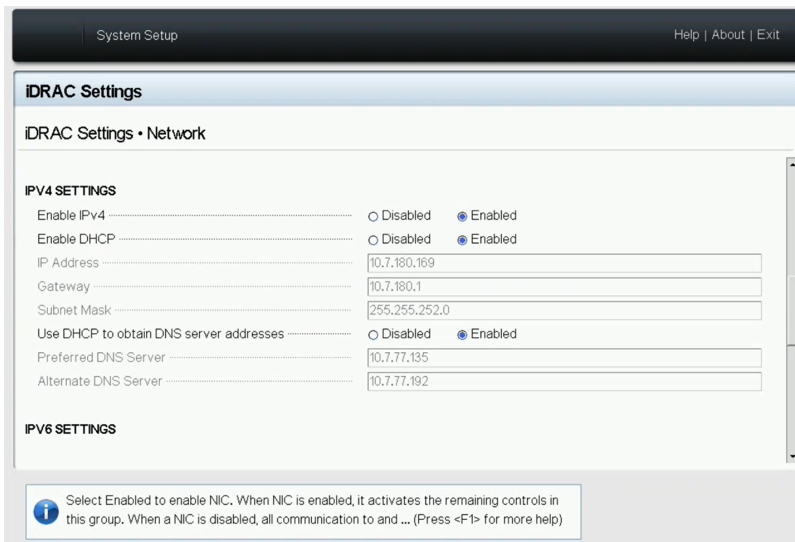 System Setup
Help | About | Exit
iDRAC Settings
iDRAC Settings • Network
IPV4 SETTINGS
Enable IPv4 Disabled Enabled
Enable DHCP Disabled Enabled
IP Address 10.7.180.169
Gateway 10.7.180.1
Subnet Mask 255.255.252.0
Use DHCP to obtain DNS server addresses Disabled Enabled
Preferred DNS Server 10.7.77.135
Alternate DNS Server 10.7.77.192
IPV6 SETTINGS
Select Enabled to enable NIC. When NIC is enabled, it activates the remaining controls in
this group. When a NIC is disabled, all communication to and ... (Press <F1> for more help)